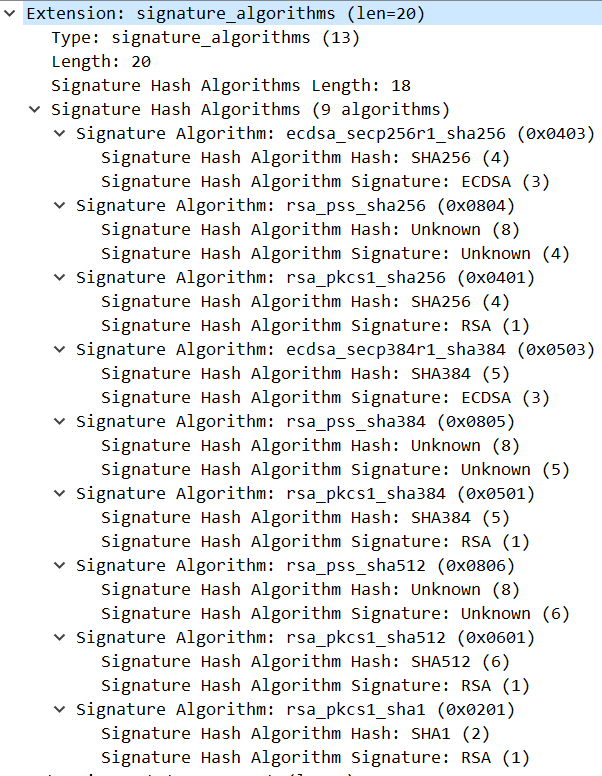 Extension: signature_algorithms (len=20)
Type: signature_algorithms (13)
Length: 20
Signature Hash Algorithms Length: 18
Signature Hash Algorithms (9 algorithms)
Signature Algorithm: ecdsa_secp256r1_sha256 (0x0403)
Signature Hash Algorithm Hash: SHA256 (4)
Signature Hash Algorithm Signature: ECDSA (3)
Signature Algorithm: rsa_pss_sha256 (0x0804)
Signature Hash Algorithm Hash: Unknown (8)
Signature Hash Algorithm Signature: Unknown (4)
Signature Algorithm: rsa_pkcs1_sha256 (0x0401)
Signature Hash Algorithm Hash: SHA256 (4)
Signature Hash Algorithm Signature: RSA (1)
Signature Algorithm: ecdsa_secp384r1_sha384 (0x0503)
Signature Hash Algorithm Hash: SHA384 (5)
Signature Hash Algorithm Signature: ECDSA (3)
Signature Algorithm: rsa_pss_sha384 (0x0805)
Signature Hash Algorithm Hash: Unknown (8)
Signature Hash Algorithm Signature: Unknown (5)
Signature Algorithm: rsa_pkcs1_sha384 (0x0501)
Signature Hash Algorithm Hash: SHA384 (5)
Signature Hash Algorithm Signature: RSA (1)
Signature Algorithm: rsa_pss_sha512 (0x0806)
Signature Hash Algorithm Hash: Unknown (8)
Signature Hash Algorithm Signature: Unknown (6)
Signature Algorithm: rsa_pkcs1_sha512 (0x0601)
Signature Hash Algorithm Hash: SHA512 (6)
Signature Hash Algorithm Signature: RSA (1)
Signature Algorithm: rsa_pkcs1_sha1 (0x0201)
Signature Hash Algorithm Hash: SHA1 (2)
Signature Hash Algorithm Signature: RSA (1)